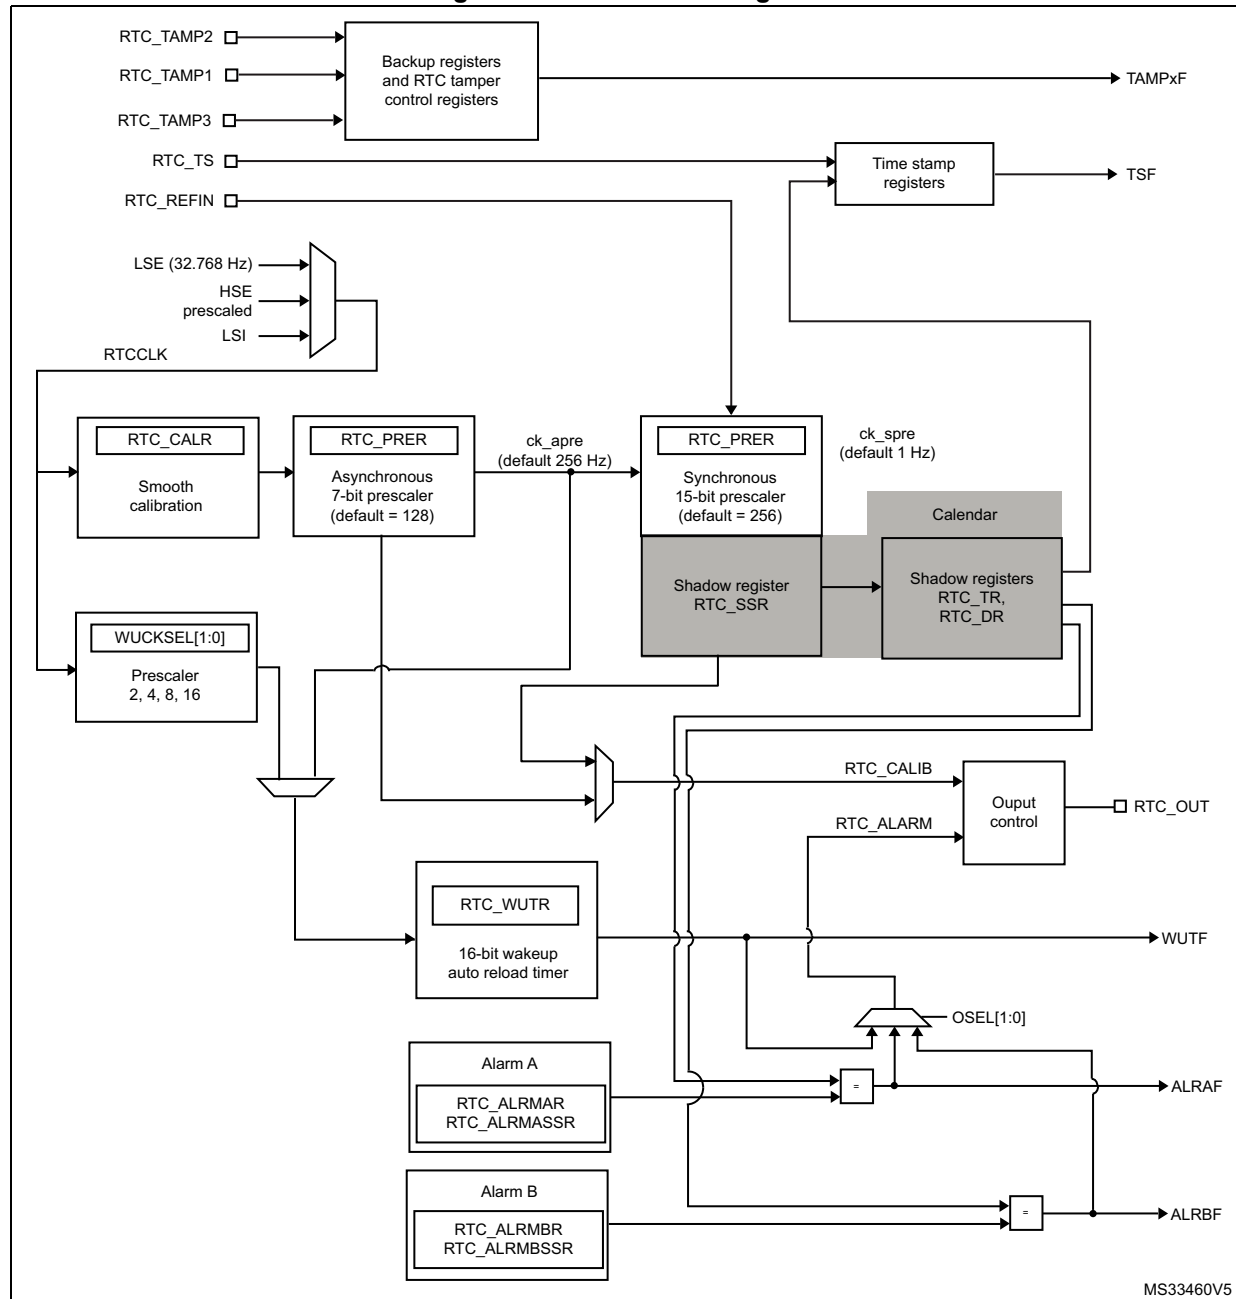 RTC_TAMP2
RTC_TAMP1
RTC_TAMP3
Backup registers
and RTC tamper
control registers
TAMPxF
RTC_TS
RTC_REFIN
Time stamp
registers
TSF
LSE (32.768 Hz)
HSE
prescaled
LSI
RTCCLK
RTC_CALR
Smooth
calibration
RTC_PRER
Asynchronous
7-bit prescaler
(default = 128)
ck_apre
(default 256 Hz)
RTC_PRER
Synchronous
15-bit prescaler
(default = 256)
ck_spre
(default 1 Hz)
Calendar
Shadow register
RTC_SSR
Shadow registers
RTC_TR,
RTC_DR
WUCKSEL[1:0]
Prescaler
2, 4, 8, 16
RTC_CALIB
RTC_ALARM
Ouput
control
RTC_OUT
RTC_WUTR
16-bit wakeup
auto reload timer
WUTF
OSEL[1:0]
Alarm A
RTC_ALRMAR
RTC_ALRMASSR
=
ALRAF
Alarm B
RTC_ALRMBR
RTC_ALRMBSSR
=
ALRBF
MS33460V5